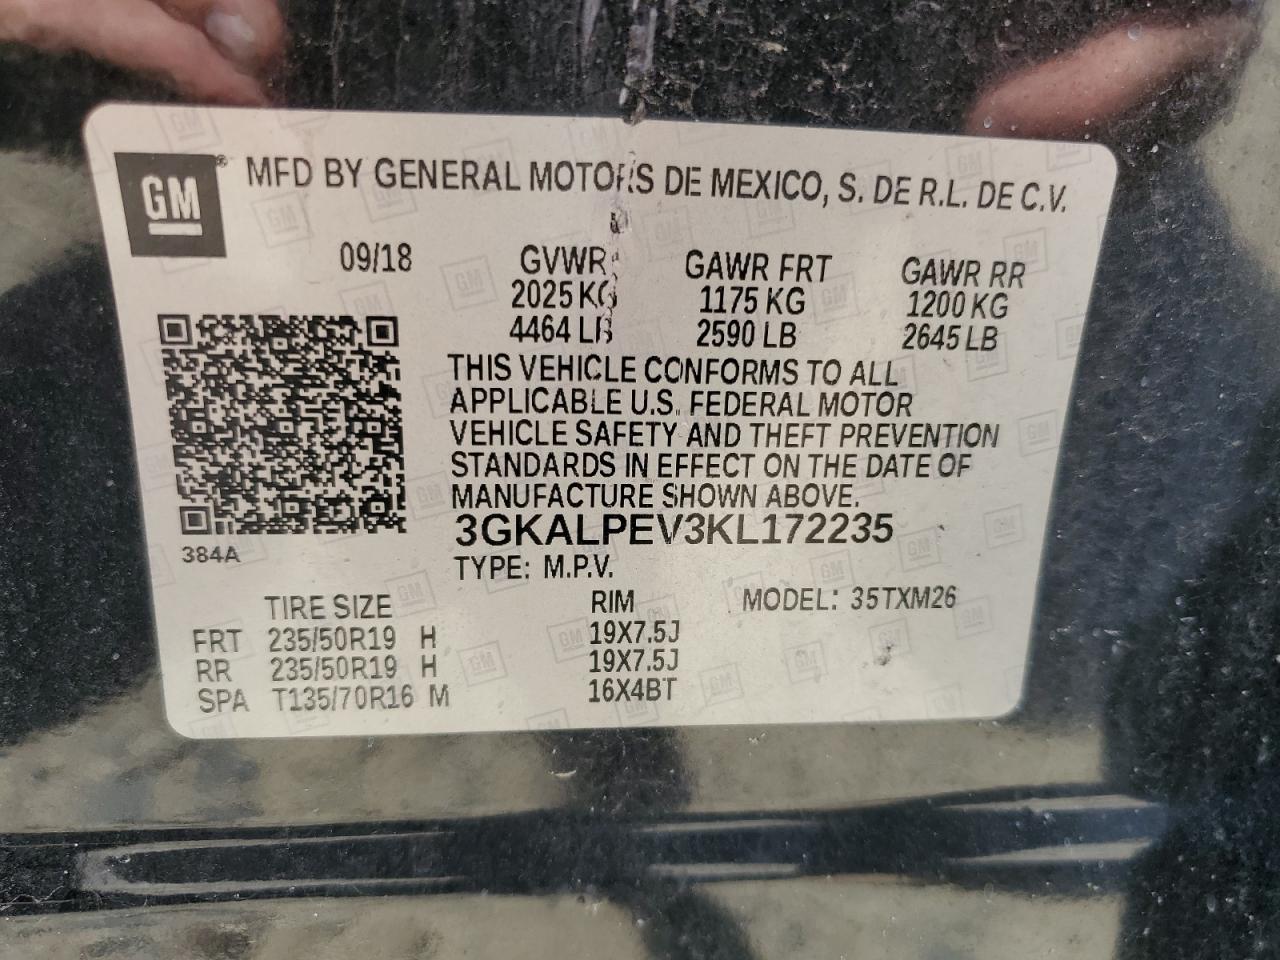 GM® MFD BY GENERAL MOTORS DE MEXICO, S. DE R.L. DE C.V.
09/18 GVWR GAWR FRT GAWR RR
2025 KG 1175 KG 1200 KG
4464 LB 2590 LB 2645 LB
THIS VEHICLE CONFORMS TO ALL
APPLICABLE U.S. FEDERAL MOTOR
VEHICLE SAFETY AND THEFT PREVENTION
STANDARDS IN EFFECT ON THE DATE OF
MANUFACTURE SHOWN ABOVE.
3GKALPEV3KL172235
384A
TYPE: M.P.V.
TIRE SIZE RIM MODEL: 35TXM26
FRT 235/50R19 H 19X7.5J
RR 235/50R19 H 19X7.5J
SPA T135/70R16 M 16X4BT